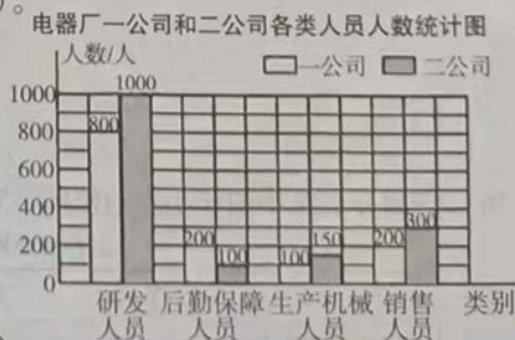 )。
电器厂一公司和二公司各类人员人数统计图
人数/人
一公司 二公司
1000
1000
800
800
600
400
300
200
200
100
100
150
200
0
研发人员
后勤保障人员
生产机械人员
销售人员
类别